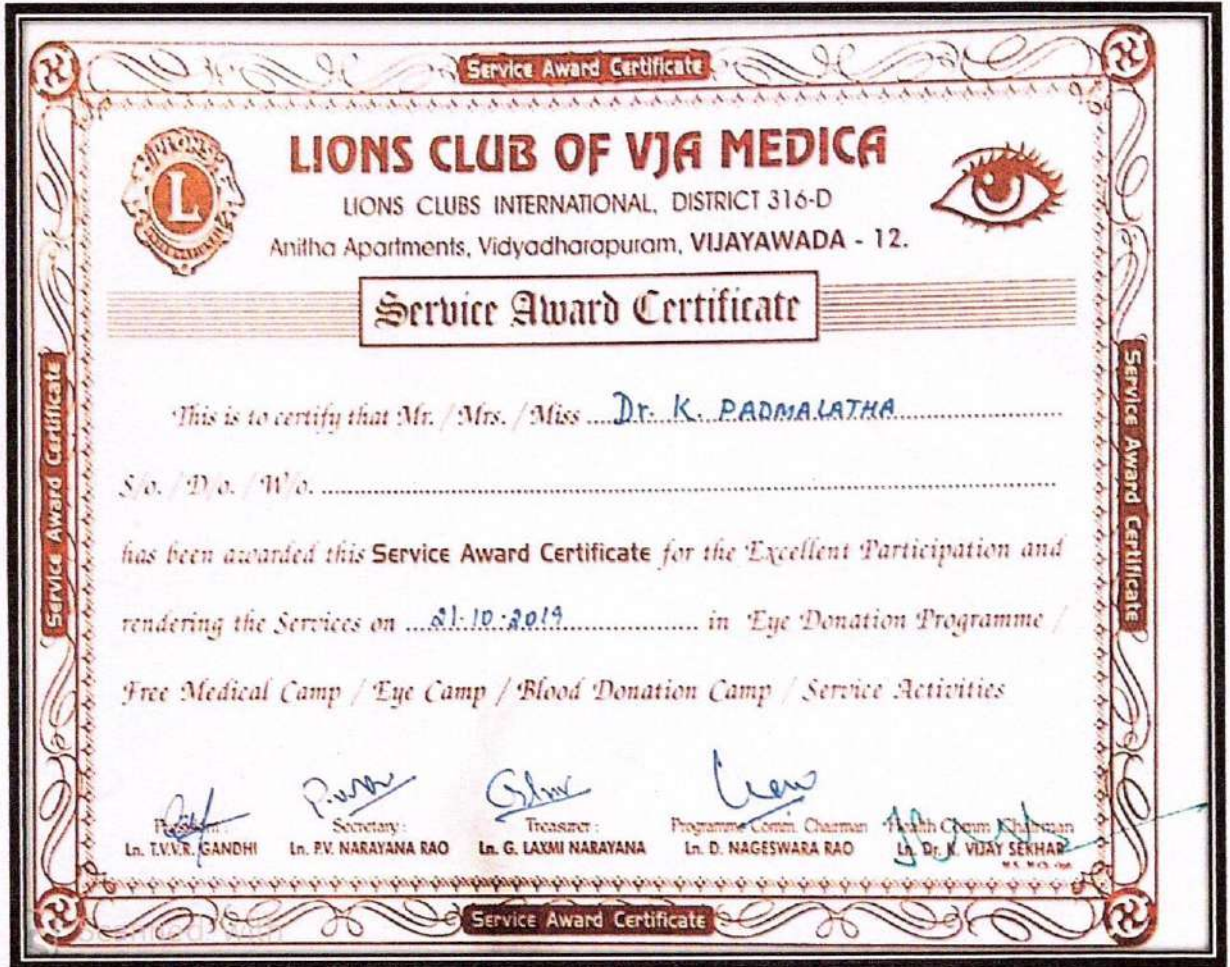 Service Award Certificate
LIONS CLUB OF VJA MEDICA
LIONS CLUBS INTERNATIONAL, DISTRICT 316-D
Anitha Apartments, Vidyadharapuram, VIJAYAWADA - 12.
L
Service Award Certificate
Service Award Certificate
Service Award Certificate
This is to certify that Mr. / Mrs. / Miss Dr. K. PADMALATHA
S/o. / D/o. / W/o.
has been awarded this Service Award Certificate for the Excellent Participation and
rendering the Services on 21-10-2019 in Eye Donation Programme /
Free Medical Camp / Eye Camp / Blood Donation Camp / Service Activities
President : Secretary : Treasurer : Programme Comm. Chairman Health Comm. Chairman
Ln. T.V.V.R. GANDHI Ln. P.V. NARAYANA RAO Ln. G. LAXMI NARAYANA Ln. D. NAGESWARA RAO Ln. Dr. K. VIJAY SEKHAR
Service Award Certificate
Scanned with